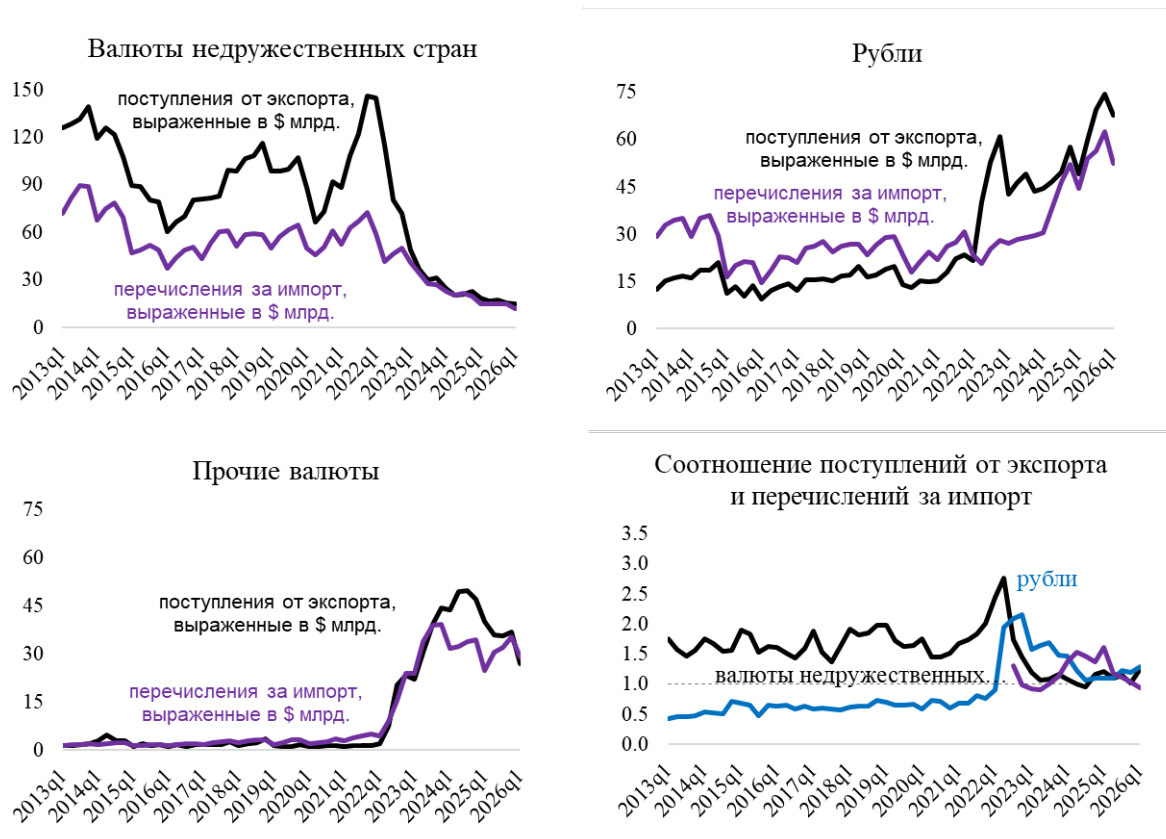 Валюты недружественных стран
150
120
90
60
30
0
поступления от экспорта,
выраженные в $ млрд.
перечисления за импорт,
выраженные в $ млрд.
2013q1
2014q1
2015q1
2016q1
2017q1
2018q1
2019q1
2020q1
2021q1
2022q1
2023q1
2024q1
2025q1
2026q1
Рубли
75
60
45
30
15
0
поступления от экспорта,
выраженные в $ млрд.
перечисления за импорт,
выраженные в $ млрд.
2013q1
2014q1
2015q1
2016q1
2017q1
2018q1
2019q1
2020q1
2021q1
2022q1
2023q1
2024q1
2025q1
2026q1
Прочие валюты
75
60
45
30
15
0
поступления от экспорта,
выраженные в $ млрд.
перечисления за импорт,
выраженные в $ млрд.
2013q1
2014q1
2015q1
2016q1
2017q1
2018q1
2019q1
2020q1
2021q1
2022q1
2023q1
2024q1
2025q1
2026q1
Соотношение поступлений от экспорта
и перечислений за импорт
3.5
3.0
2.5
2.0
1.5
1.0
0.5
0.0
рубли
валюты недружественных…
2013q1
2014q1
2015q1
2016q1
2017q1
2018q1
2019q1
2020q1
2021q1
2022q1
2023q1
2024q1
2025q1
2026q1